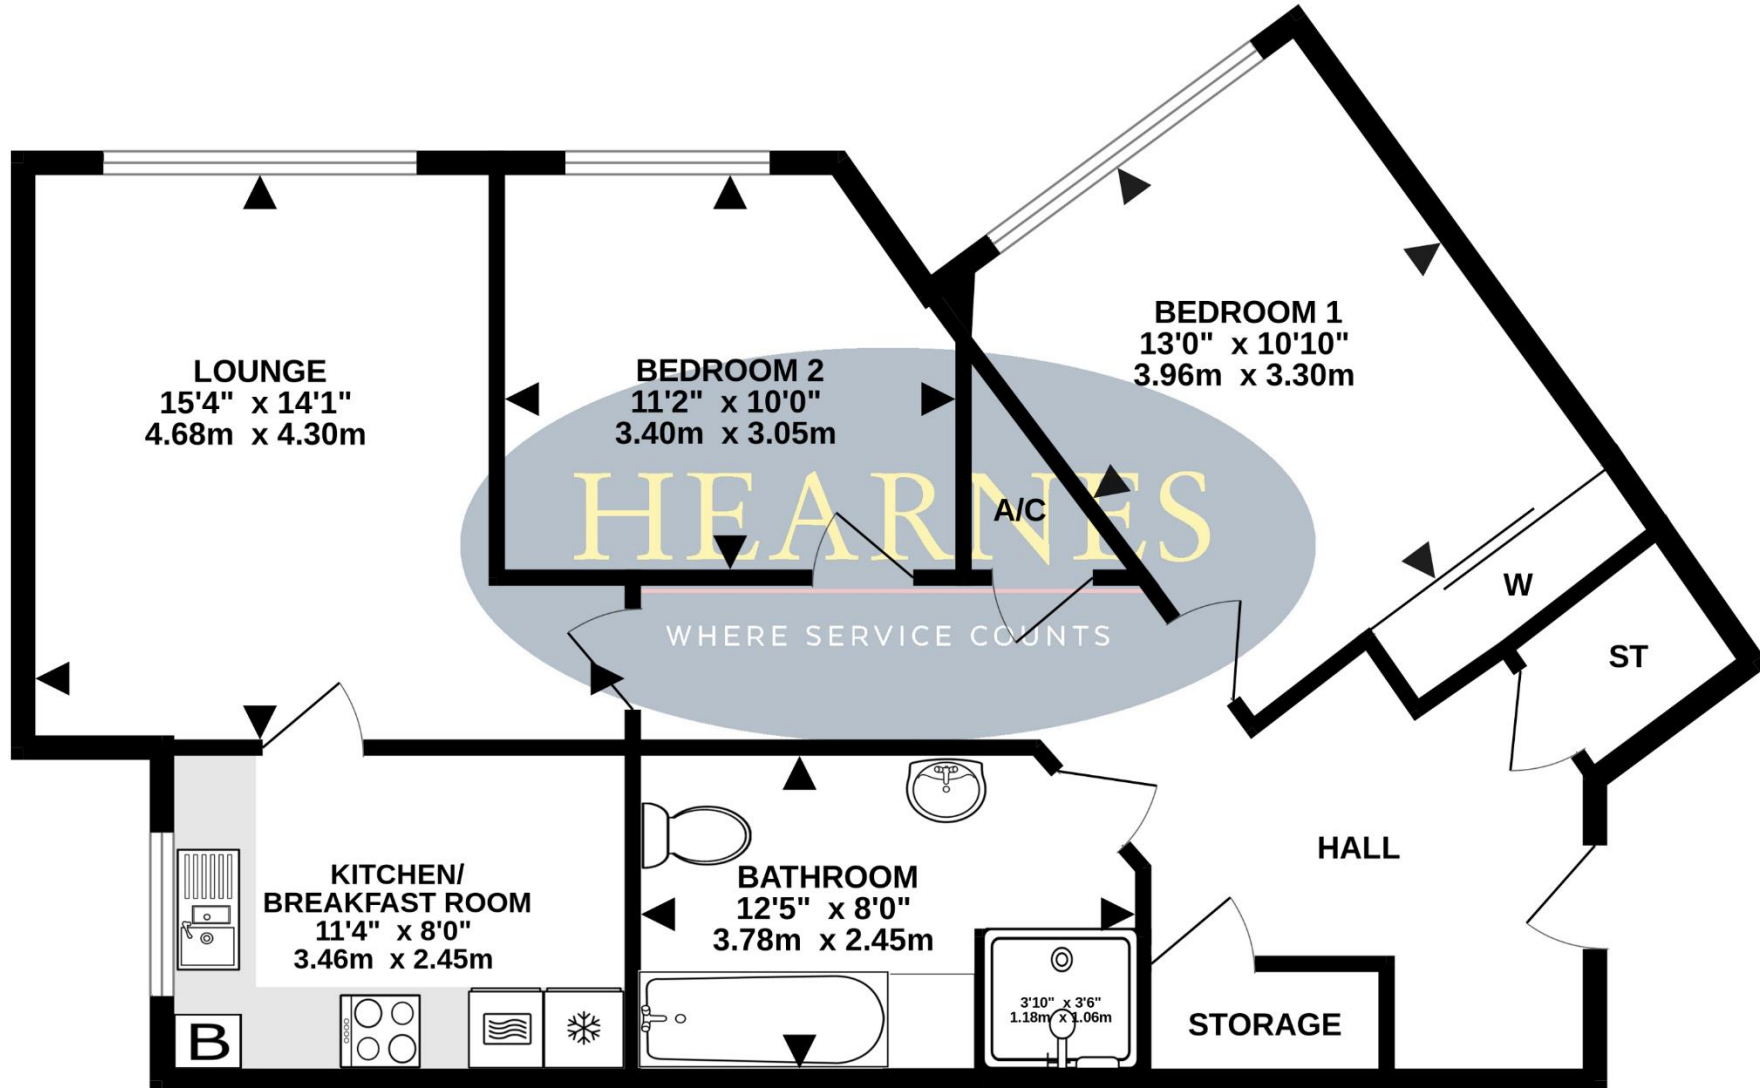 LOUNGE
15'4" x 14'1"
4.68m x 4.30m
BEDROOM 2
11'2" x 10'0"
3.40m x 3.05m
BEDROOM 1
13'0" x 10'10"
3.96m x 3.30m
HEARNES
WHERE SERVICE COUNTS
A/C
W
ST
HALL
KITCHEN/
BREAKFAST ROOM
11'4" x 8'0"
3.46m x 2.45m
B
BATHROOM
12'5" x 8'0"
3.78m x 2.45m
3'10" x 3'6"
1.18m x 1.06m
STORAGE